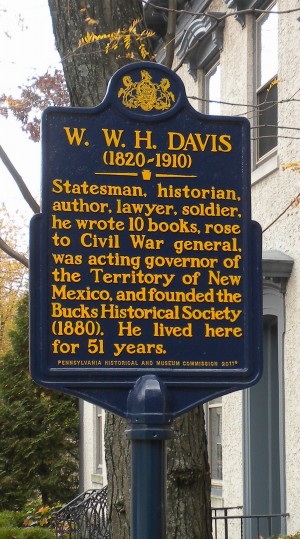 W. W. H. DAVIS
(1820-1910)
Statesman, historian,
author, lawyer, soldier,
he wrote 10 books, rose
to Civil War general,
was acting governor of
the Territory of New
Mexico, and founded the
Bucks Historical Society
(1880). He lived here
for 51 years.
PENNSYLVANIA HISTORICAL AND MUSEUM COMMISSION 2011